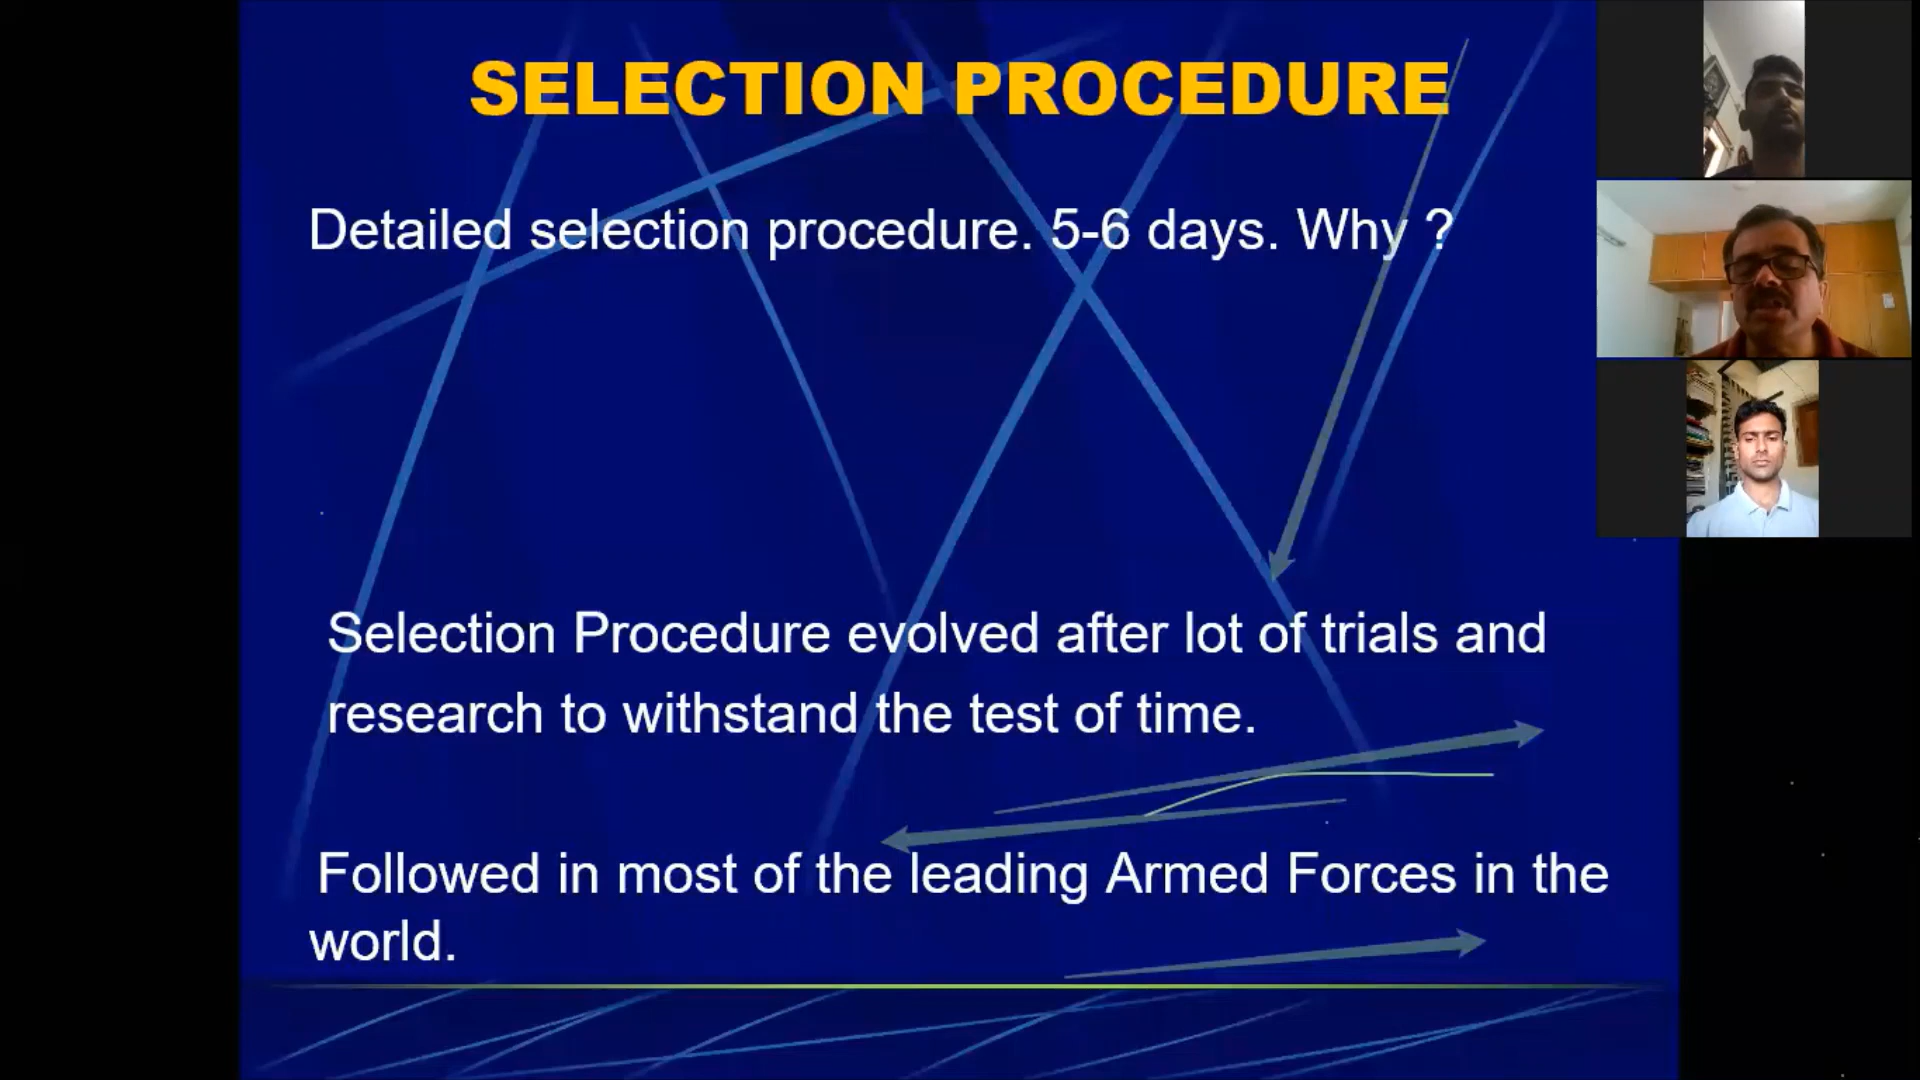 SELECTION PROCEDURE
Detailed selection procedure. 5-6 days. Why ?
Selection Procedure evolved after lot of trials and
research to withstand the test of time.
Followed in most of the leading Armed Forces in the
world.